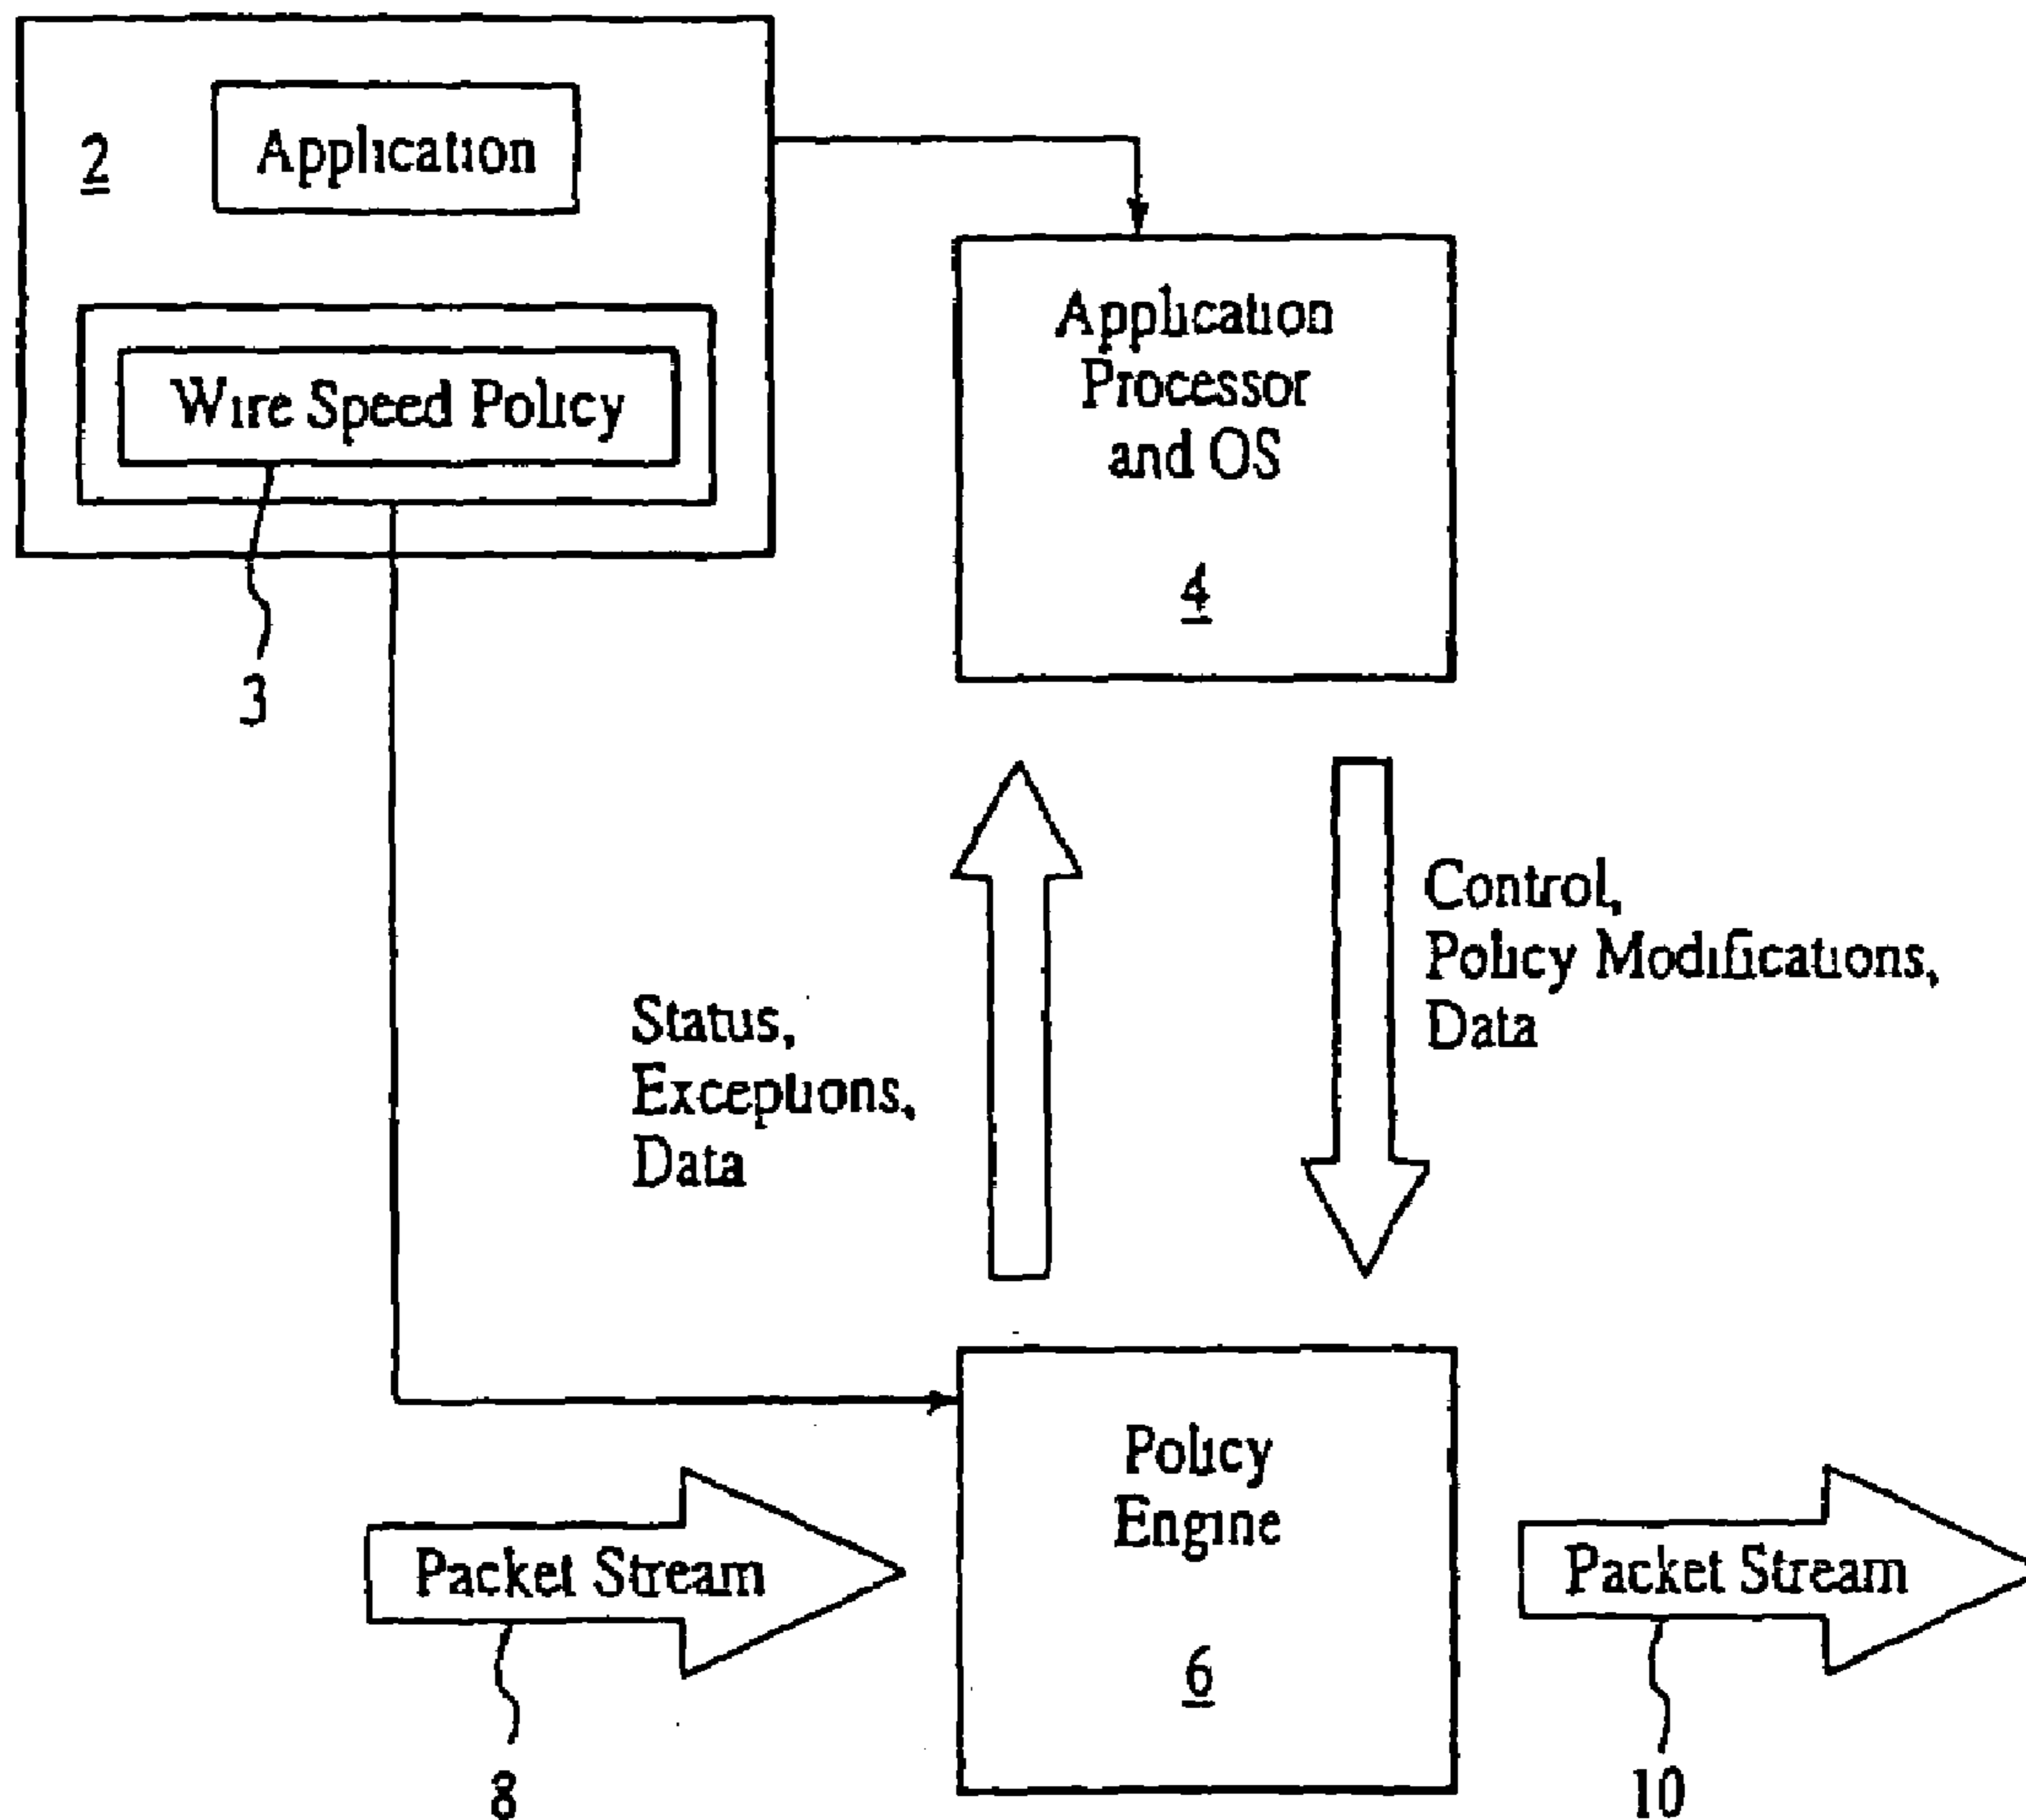 2
Application
Wire Speed Policy
3
Application
Processor
and OS
4
Status,
Exceptions,
Data
Control,
Policy Modifications,
Data
Packet Stream
8
Policy
Engine
6
Packet Stream
10